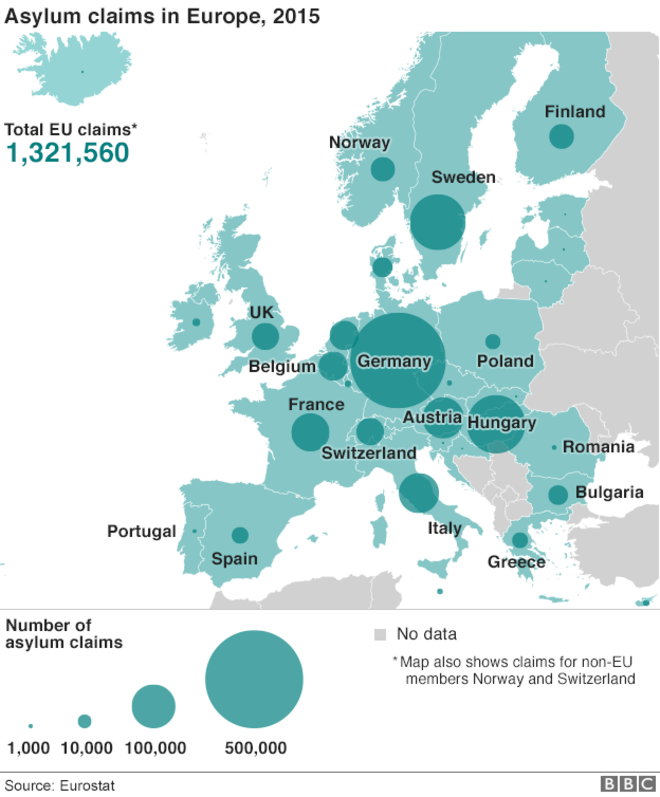 Asylum claims in Europe, 2015
Total EU claims*
1,321,560
Finland
Norway
Sweden
UK
Belgium
Germany
Poland
France
Austria
Hungary
Switzerland
Romania
Bulgaria
Portugal
Spain
Italy
Greece
Number of
asylum claims
1,000
10,000
100,000
500,000
No data
*Map also shows claims for non-EU
members Norway and Switzerland
Source: Eurostat
BBC